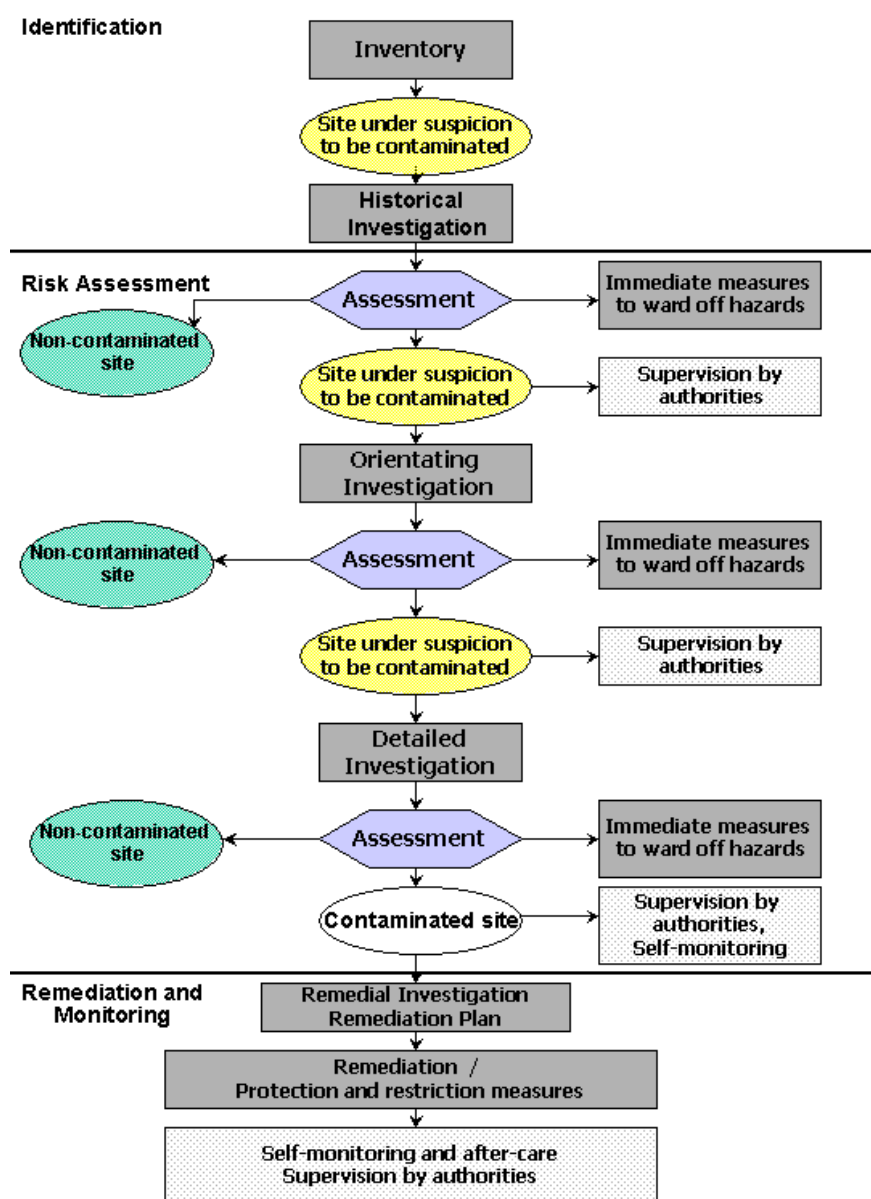 Identification
Inventory
Site under suspicion
to be contaminated
Historical
Investigation
Risk Assessment
Assessment
Immediate measures
to ward off hazards
Non-contaminated
site
Site under suspicion
to be contaminated
Supervision by
authorities
Orientating
Investigation
Non-contaminated
site
Assessment
Immediate measures
to ward off hazards
Site under suspicion
to be contaminated
Supervision by
authorities
Detailed
Investigation
Non-contaminated
site
Assessment
Immediate measures
to ward off hazards
Contaminated site
Supervision by
authorities,
Self-monitoring
Remediation and
Monitoring
Remedial Investigation
Remediation Plan
Remediation /
Protection and restriction measures
Self-monitoring and after-care
Supervision by authorities